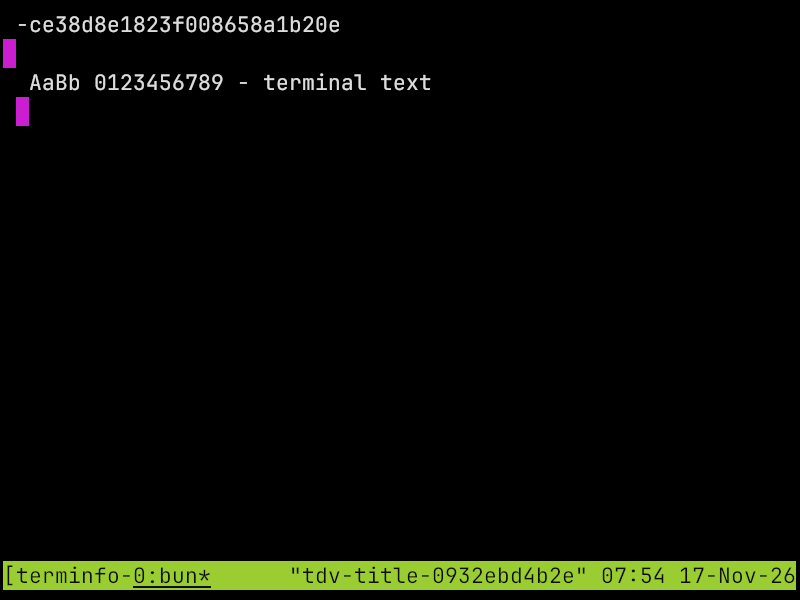 -ce38d8e1823f008658a1b20e
AaBb 0123456789 - terminal text
[terminfo-0:bun* "tdv-title-0932ebd4b2e" 07:54 17-Nov-26